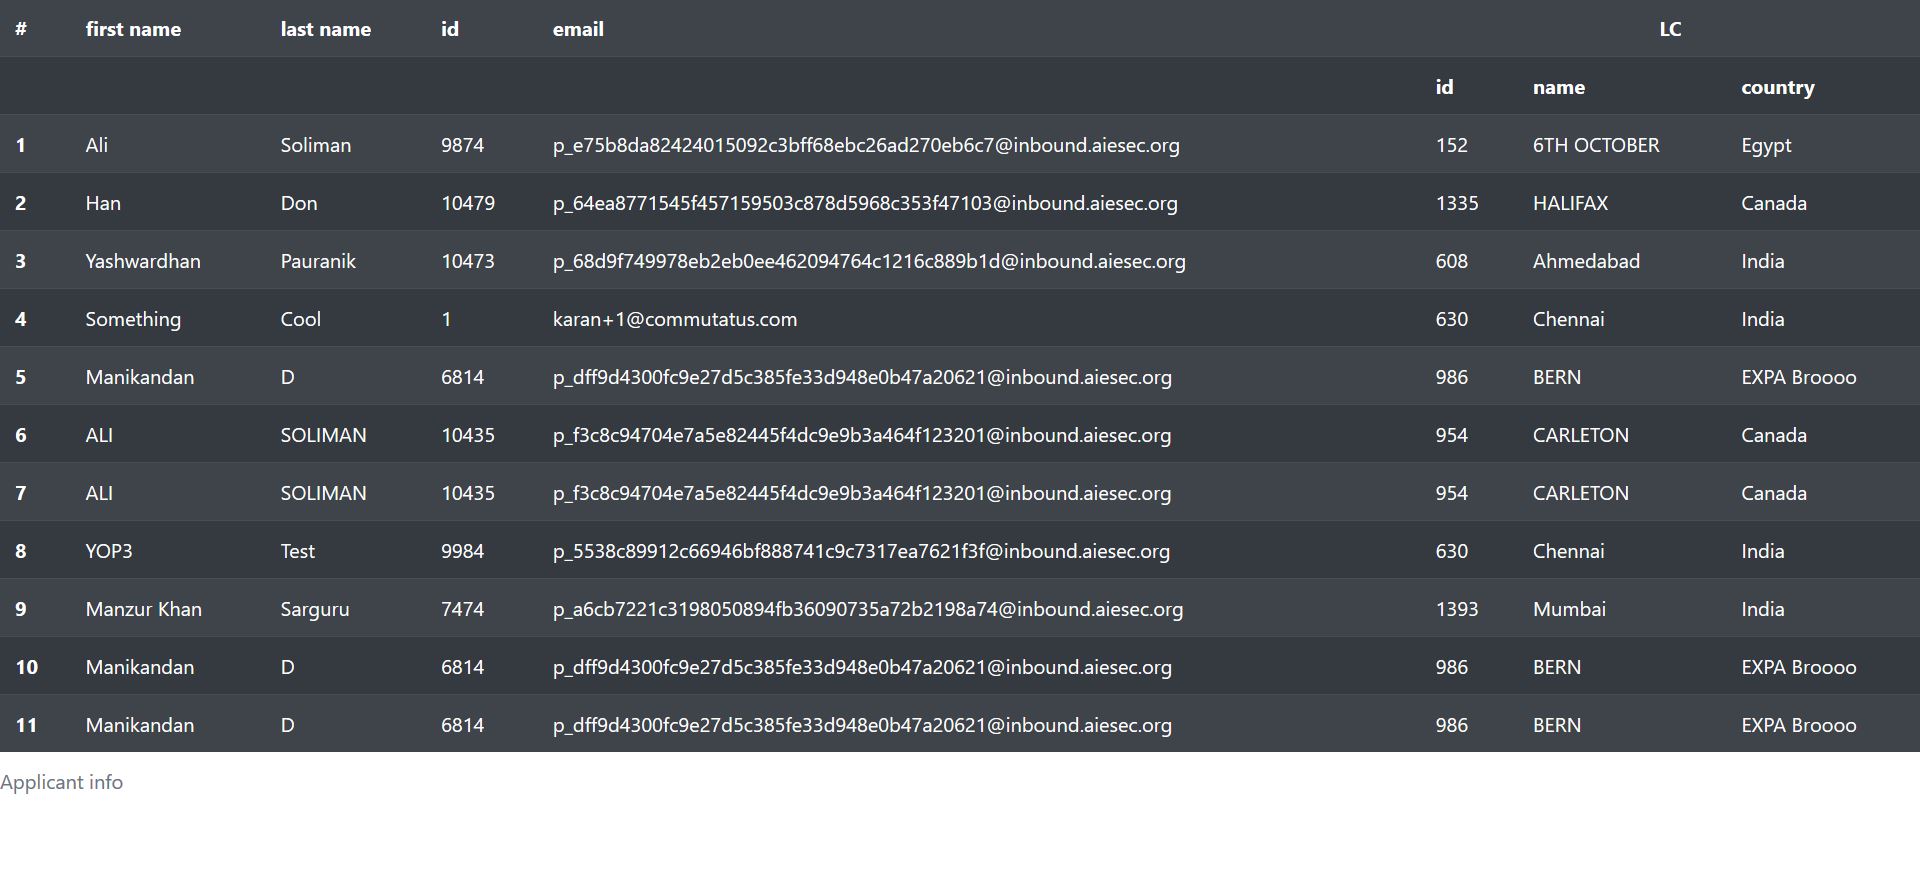 # first name last name id email LC
id name country
1 Ali Soliman 9874 p_e75b8da82424015092c3bff68ebc26ad270eb6c7@inbound.aiesec.org 152 6TH OCTOBER Egypt
2 Han Don 10479 p_64ea8771545f457159503c878d5968c353f47103@inbound.aiesec.org 1335 HALIFAX Canada
3 Yashwardhan Pauranik 10473 p_68d9f749978eb2eb0ee462094764c1216c889b1d@inbound.aiesec.org 608 Ahmedabad India
4 Something Cool 1 karan+1@commutatus.com 630 Chennai India
5 Manikandan D 6814 p_dff9d4300fc9e27d5c385fe33d948e0b47a20621@inbound.aiesec.org 986 BERN EXPA Broooo
6 ALI SOLIMAN 10435 p_f3c8c94704e7a5e82445f4dc9e9b3a464f123201@inbound.aiesec.org 954 CARLETON Canada
7 ALI SOLIMAN 10435 p_f3c8c94704e7a5e82445f4dc9e9b3a464f123201@inbound.aiesec.org 954 CARLETON Canada
8 YOP3 Test 9984 p_5538c89912c66946bf888741c9c7317ea7621f3f@inbound.aiesec.org 630 Chennai India
9 Manzur Khan Sarguru 7474 p_a6cb7221c3198050894fb36090735a72b2198a74@inbound.aiesec.org 1393 Mumbai India
10 Manikandan D 6814 p_dff9d4300fc9e27d5c385fe33d948e0b47a20621@inbound.aiesec.org 986 BERN EXPA Broooo
11 Manikandan D 6814 p_dff9d4300fc9e27d5c385fe33d948e0b47a20621@inbound.aiesec.org 986 BERN EXPA Broooo
Applicant info